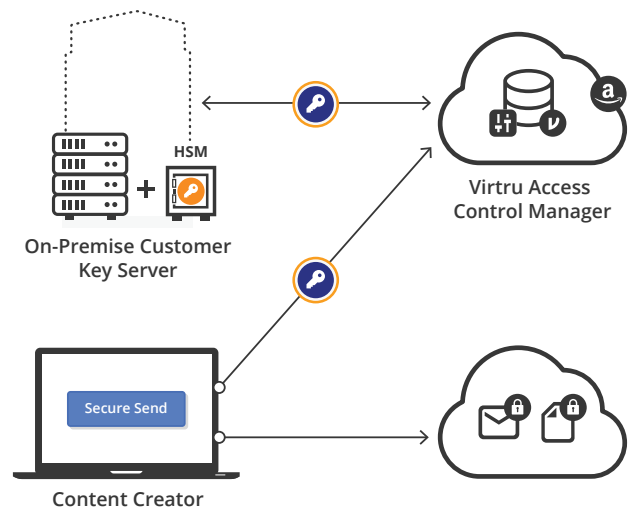 HSM
On-Premise Customer
Key Server
a
Virtru Access
Control Manager
Secure Send
Content Creator